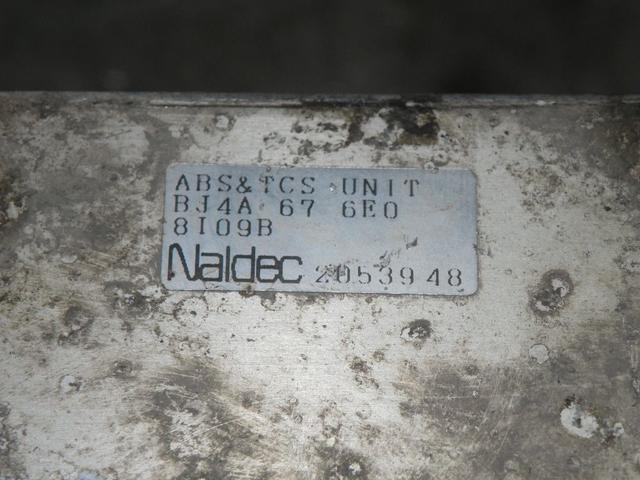 ABS&TCS UNIT
BJ4A 67 6E0
8I09B
Naldec 2053948